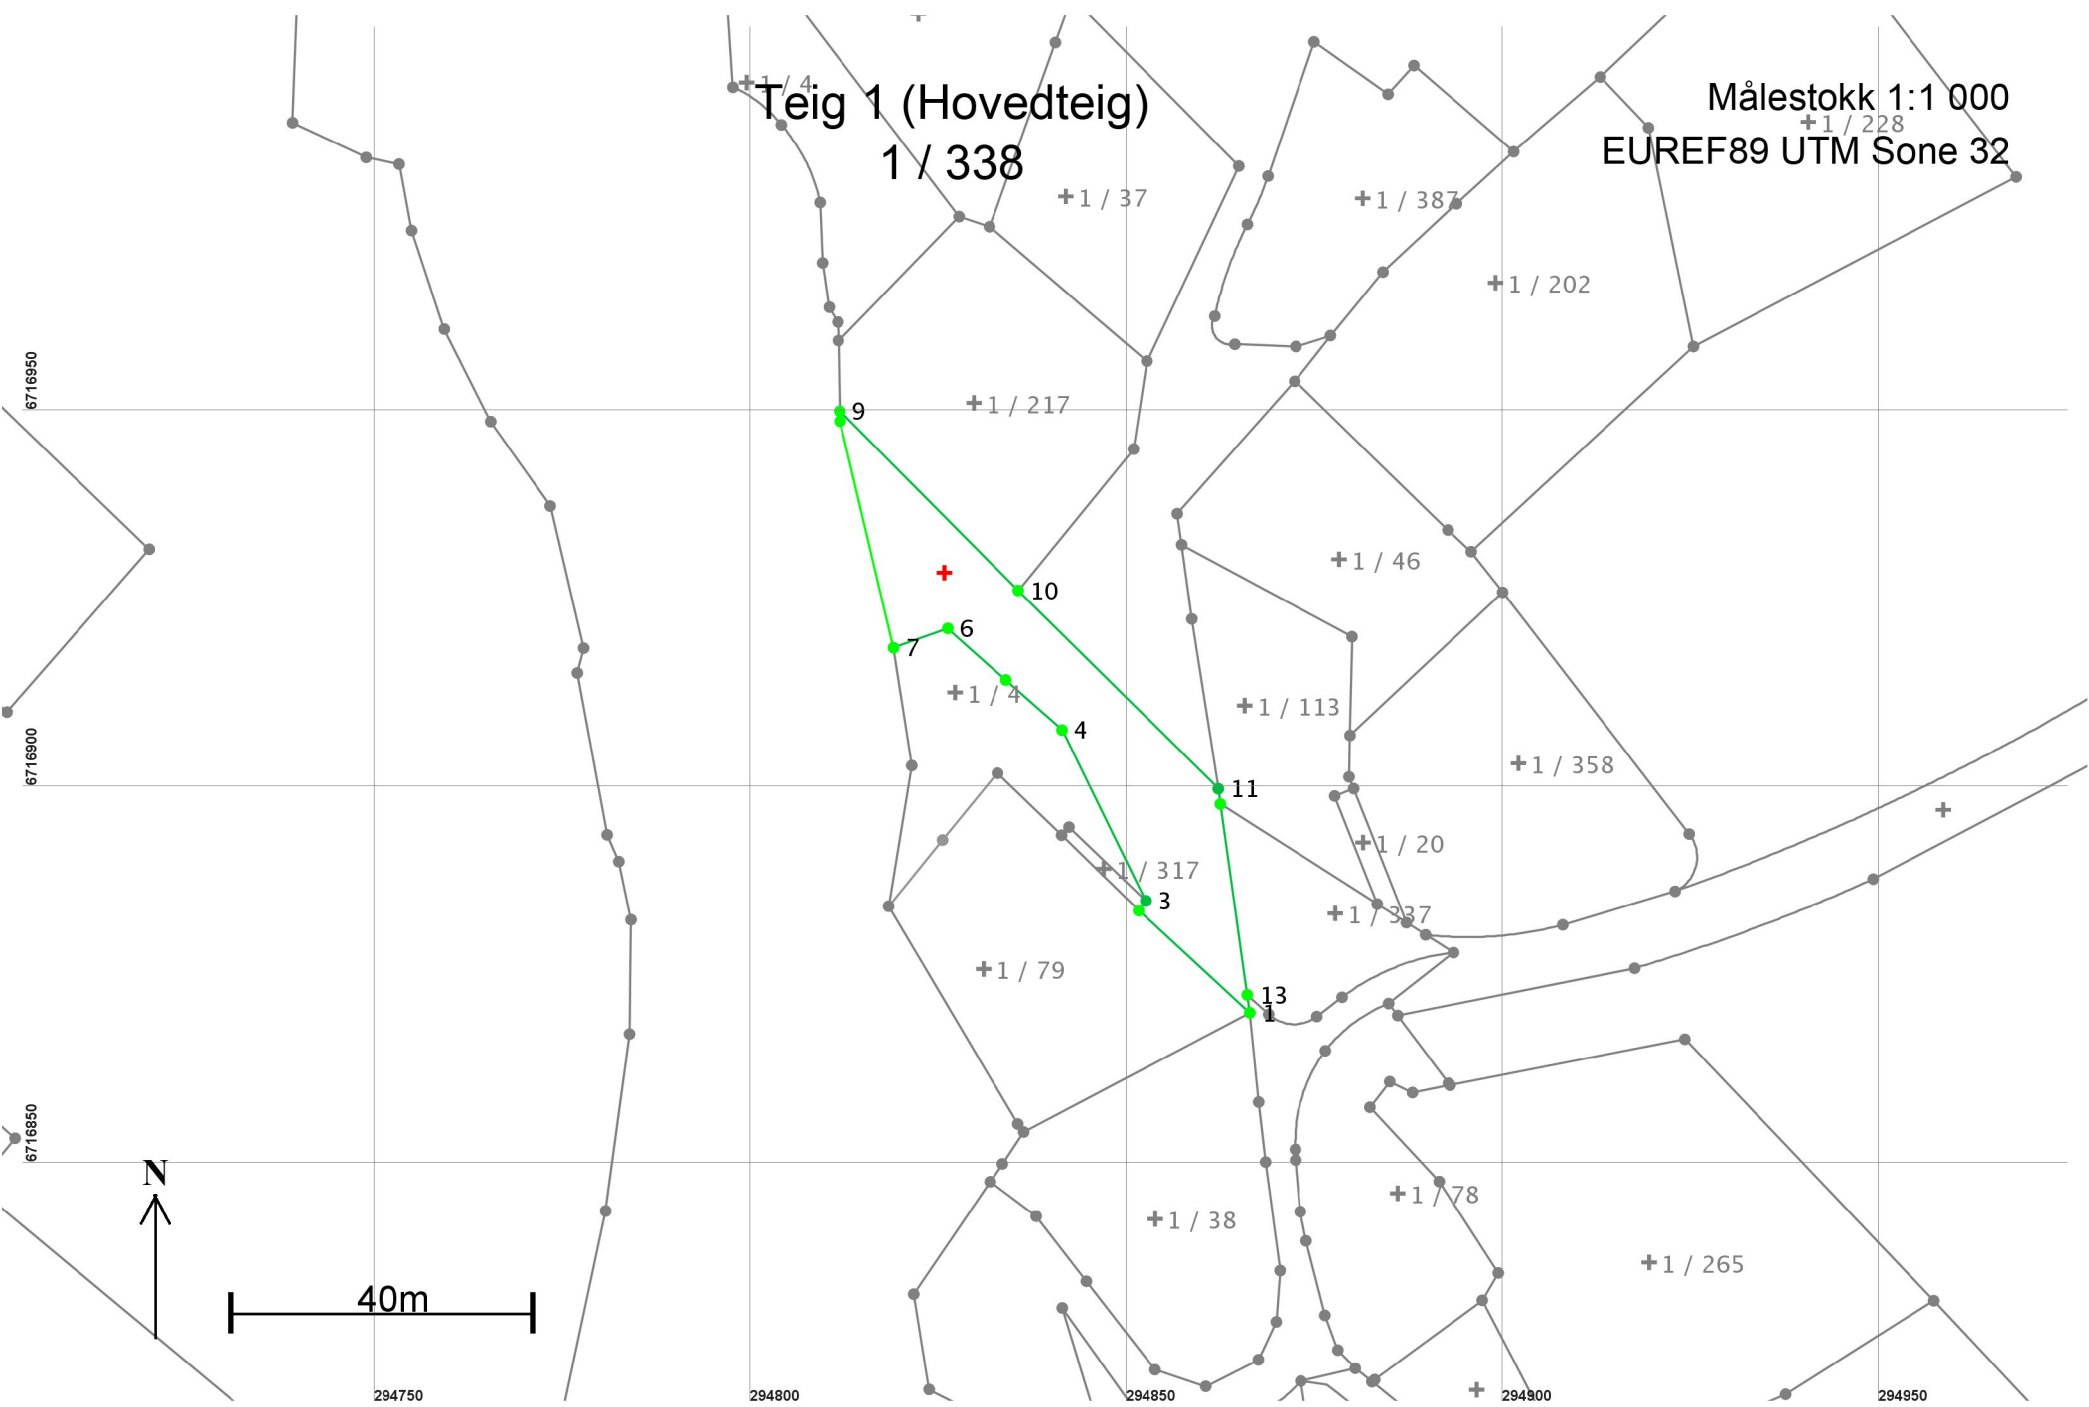 1 / 4
Teig 1 (Hovedteig)
1 / 338
Målestokk 1:1 000
1 / 228
EUREF89 UTM Sone 32
1 / 37
1 / 387
1 / 202
6716950
9
1 / 217
1 / 46
10
6
7
1 / 4
1 / 113
4
6716900
1 / 358
11
1 / 20
1 / 317
3
1 / 337
1 / 79
13
1
6716850
N
1 / 78
1 / 38
1 / 265
40m
294750
294800
294850
294900
294950